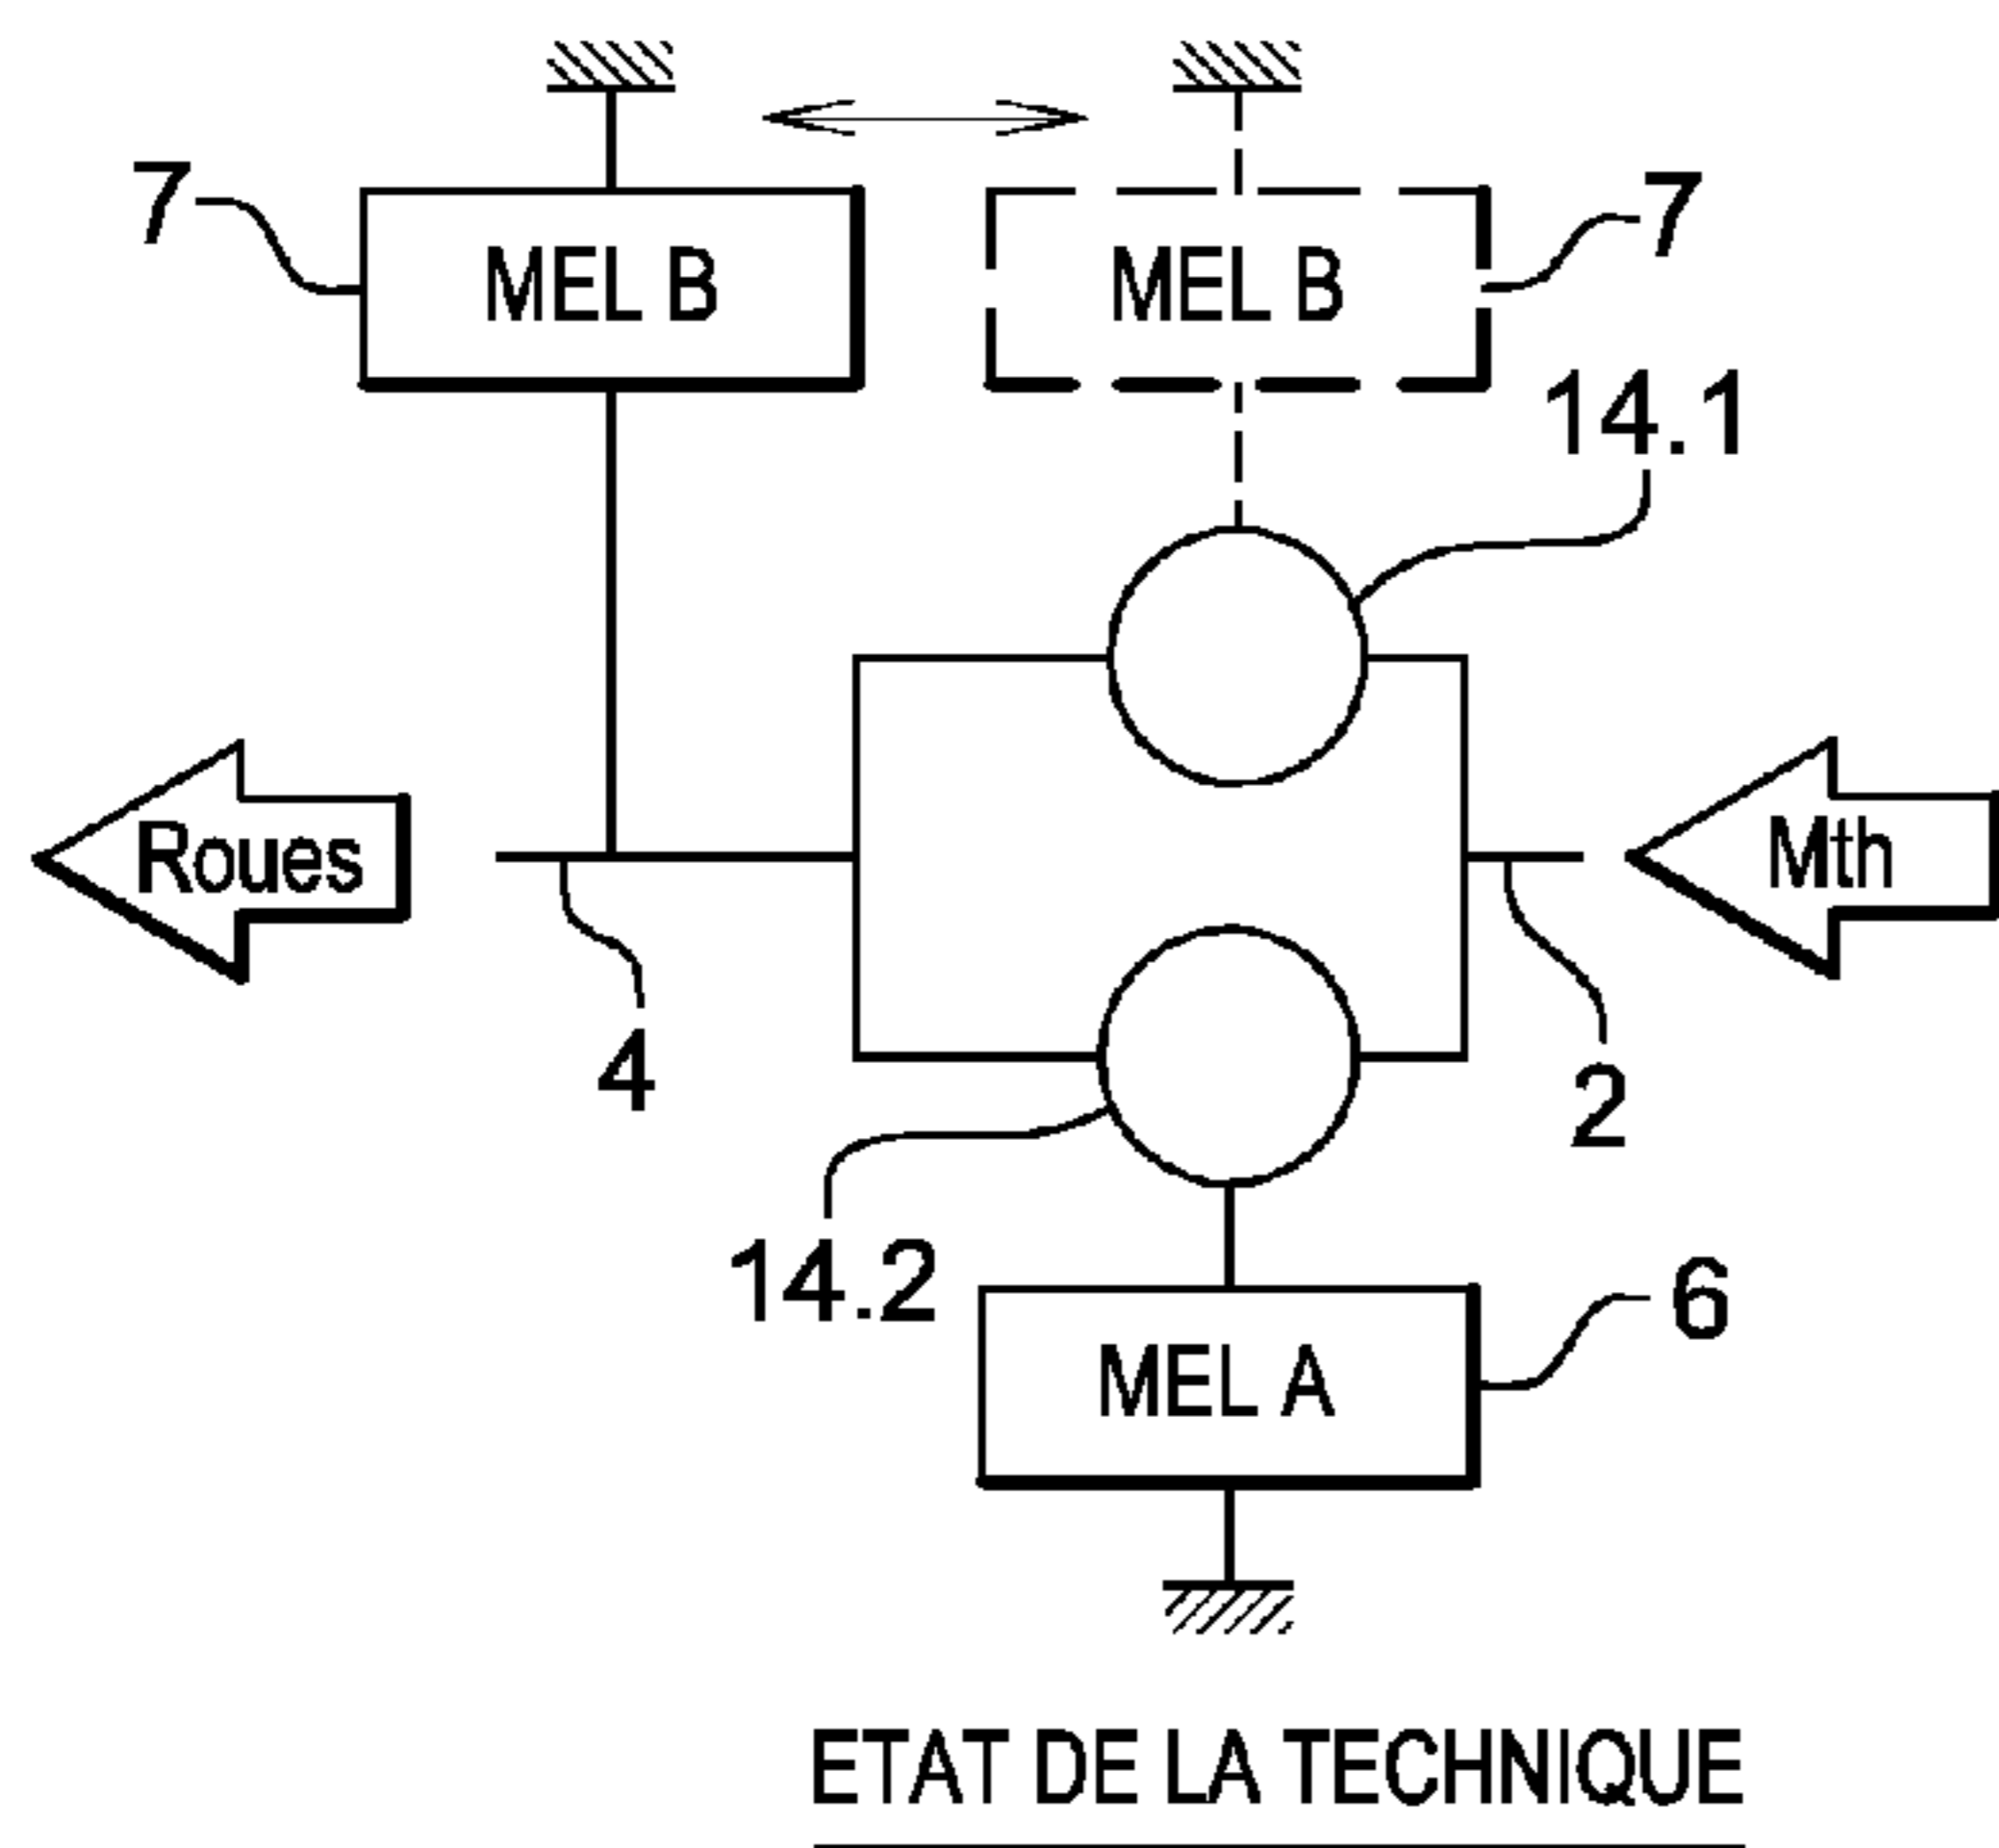 7
MEL B
MEL B
7
14.1
Roues
Mth
4
2
14.2
6
MEL A
ETAT DE LA TECHNIQUE